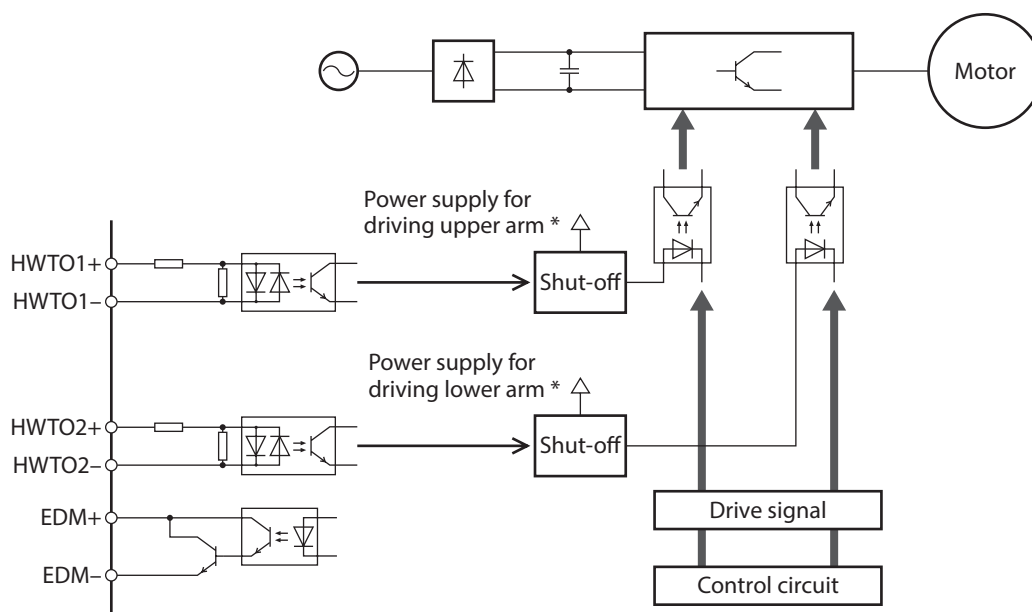 Motor
Power supply for
driving upper arm *
HWTO1+
HWTO1−
Shut-off
Power supply for
driving lower arm *
HWTO2+
HWTO2−
Shut-off
EDM+
EDM−
Drive signal
Control circuit